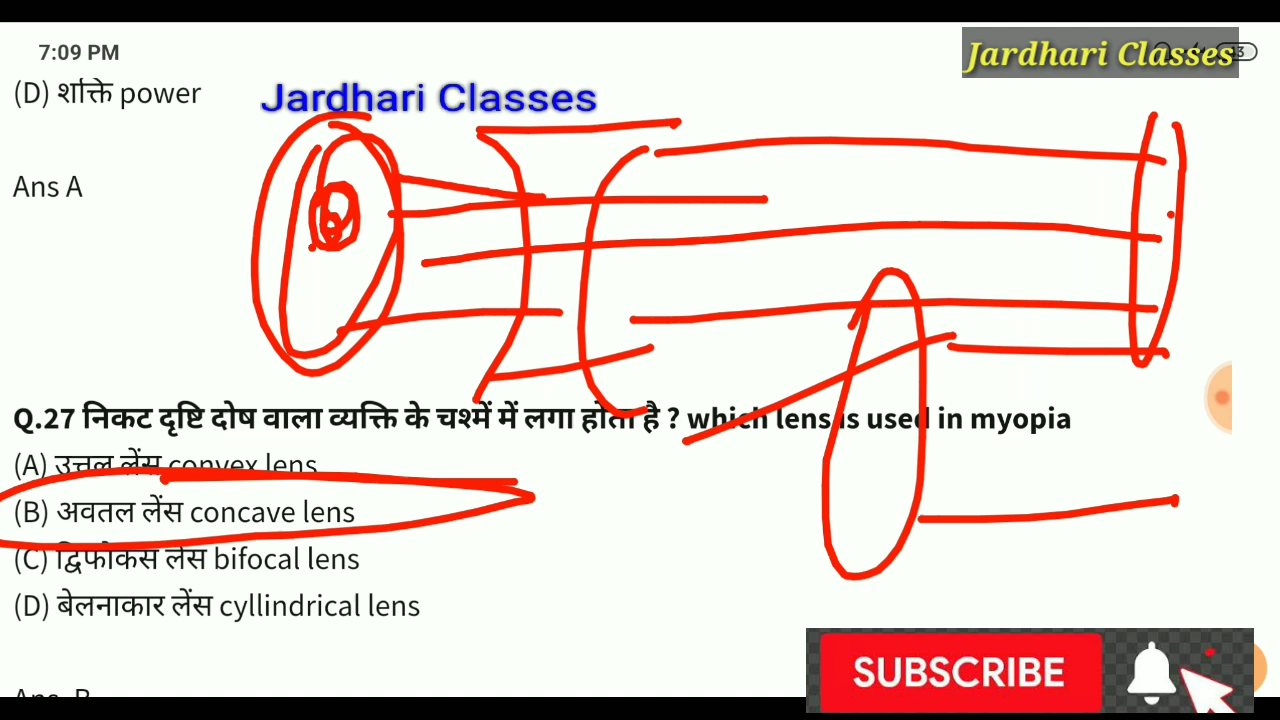 7:09 PM
Jardhari Classes
(D) शक्ति power
Jardhari Classes
Ans A
Q.27 निकट दृष्टि दोष वाला व्यक्ति के चश्में में लगा होता है ? which lens is used in myopia
(A) उत्तल लेंस convex lens
(B) अवतल लेंस concave lens
(C) द्विफोकस लेंस bifocal lens
(D) बेलनाकार लेंस cyllindrical lens
Ans B
SUBSCRIBE